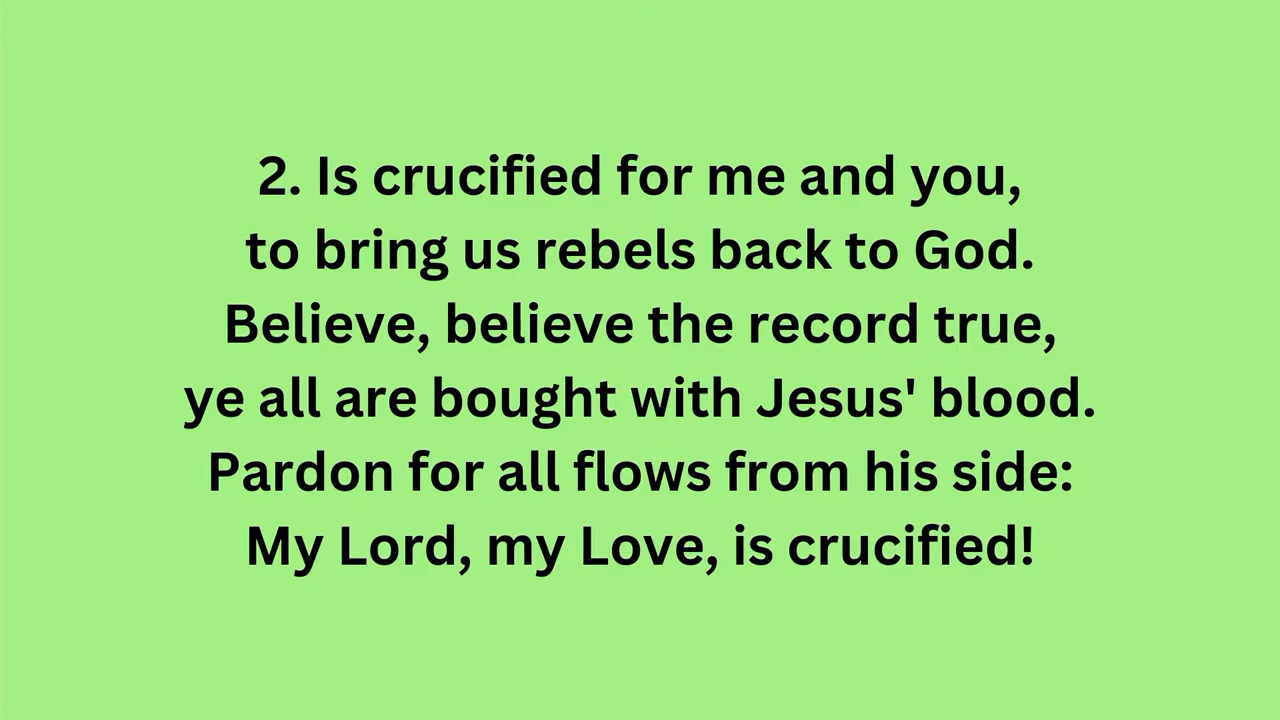 2. Is crucified for me and you,
to bring us rebels back to God.
Believe, believe the record true,
ye all are bought with Jesus' blood.
Pardon for all flows from his side:
My Lord, my Love, is crucified!